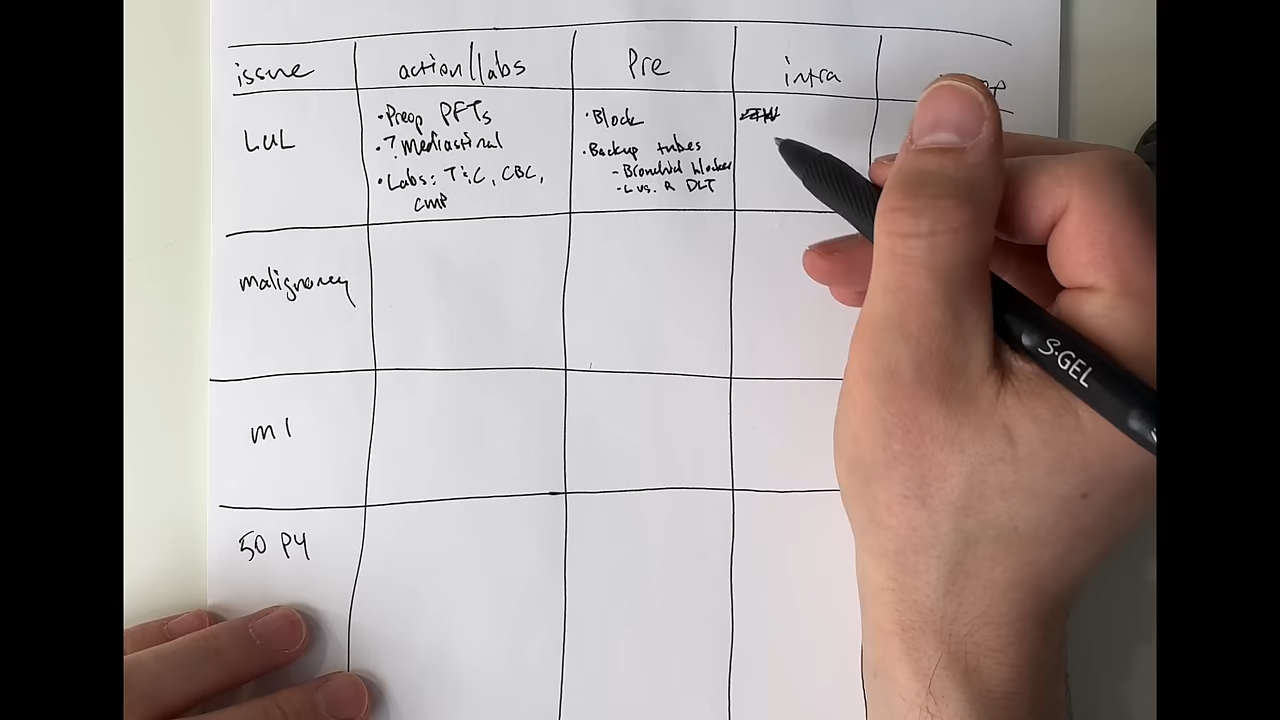 issue action/labs Pre intra
LUL
·Preop PFTs
·? Mediastinal
·Labs: T&C, CBC,
CMP
·Block
·Backup tubes
- Bronchial blocker
- L vs. R DLT
malignancy
MI
50 PY
S·GEL